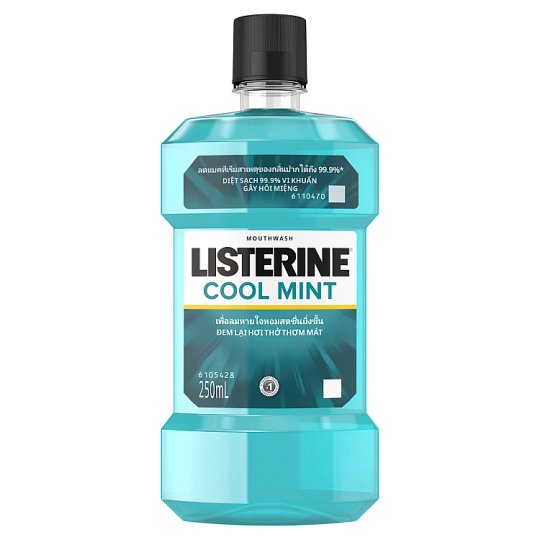 ลดแบคทีเรียสาเหตุของกลิ่นปากได้ถึง 99.9%*
DIỆT SẠCH 99.9% VI KHUẨN
GÂY HÔI MIỆNG
6110470
MOUTHWASH
LISTERINE®
COOL MINT
เพื่อลมหายใจหอมสดชื่นยิ่งขึ้น
ĐEM LẠI HƠI THỞ THƠM MÁT
6105428
250mL